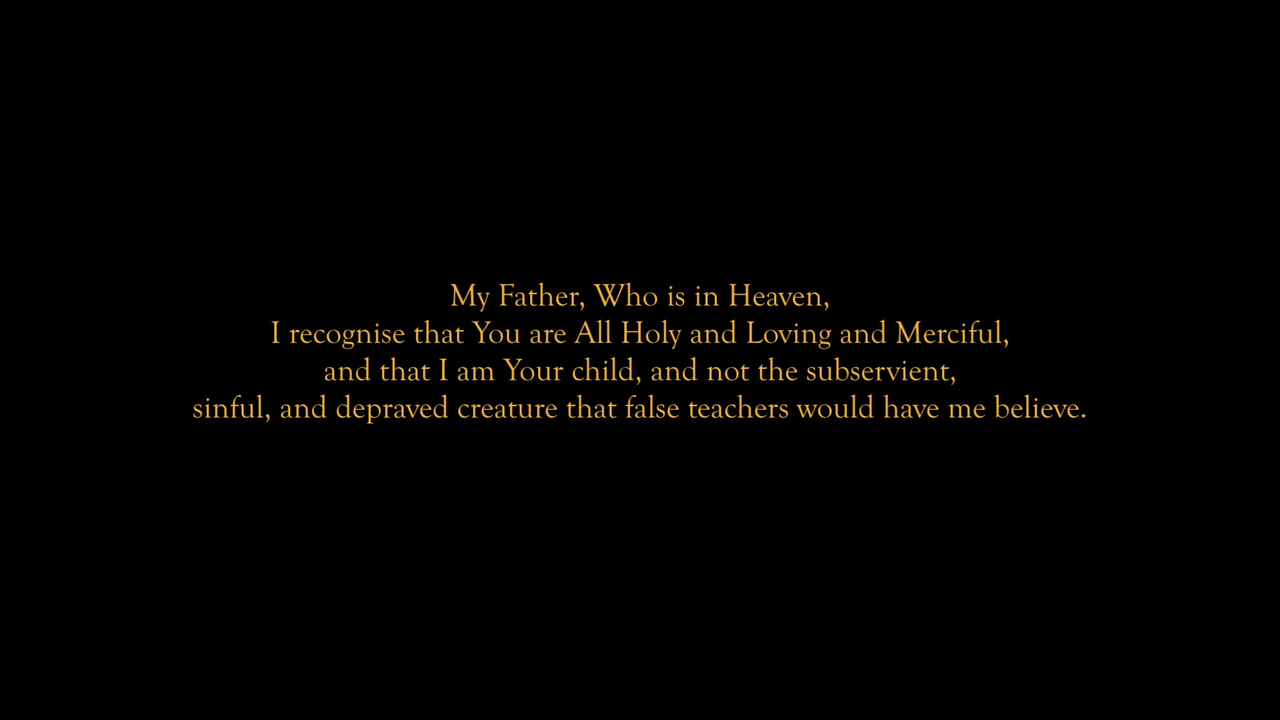 My Father, Who is in Heaven,
I recognise that You are All Holy and Loving and Merciful,
and that I am Your child, and not the subservient,
sinful, and depraved creature that false teachers would have me believe.